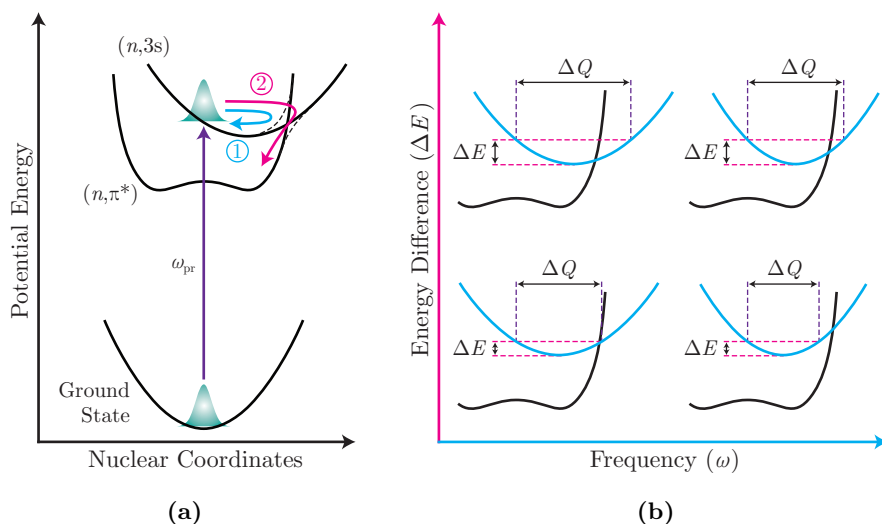 (n,3s)
②
①
(n,π*)
ω_pr
Ground
State
Potential Energy
Nuclear Coordinates
(a)
Energy Difference (ΔE)
ΔQ
ΔE
ΔQ
ΔE
ΔQ
ΔE
ΔQ
ΔE
Frequency (ω)
(b)